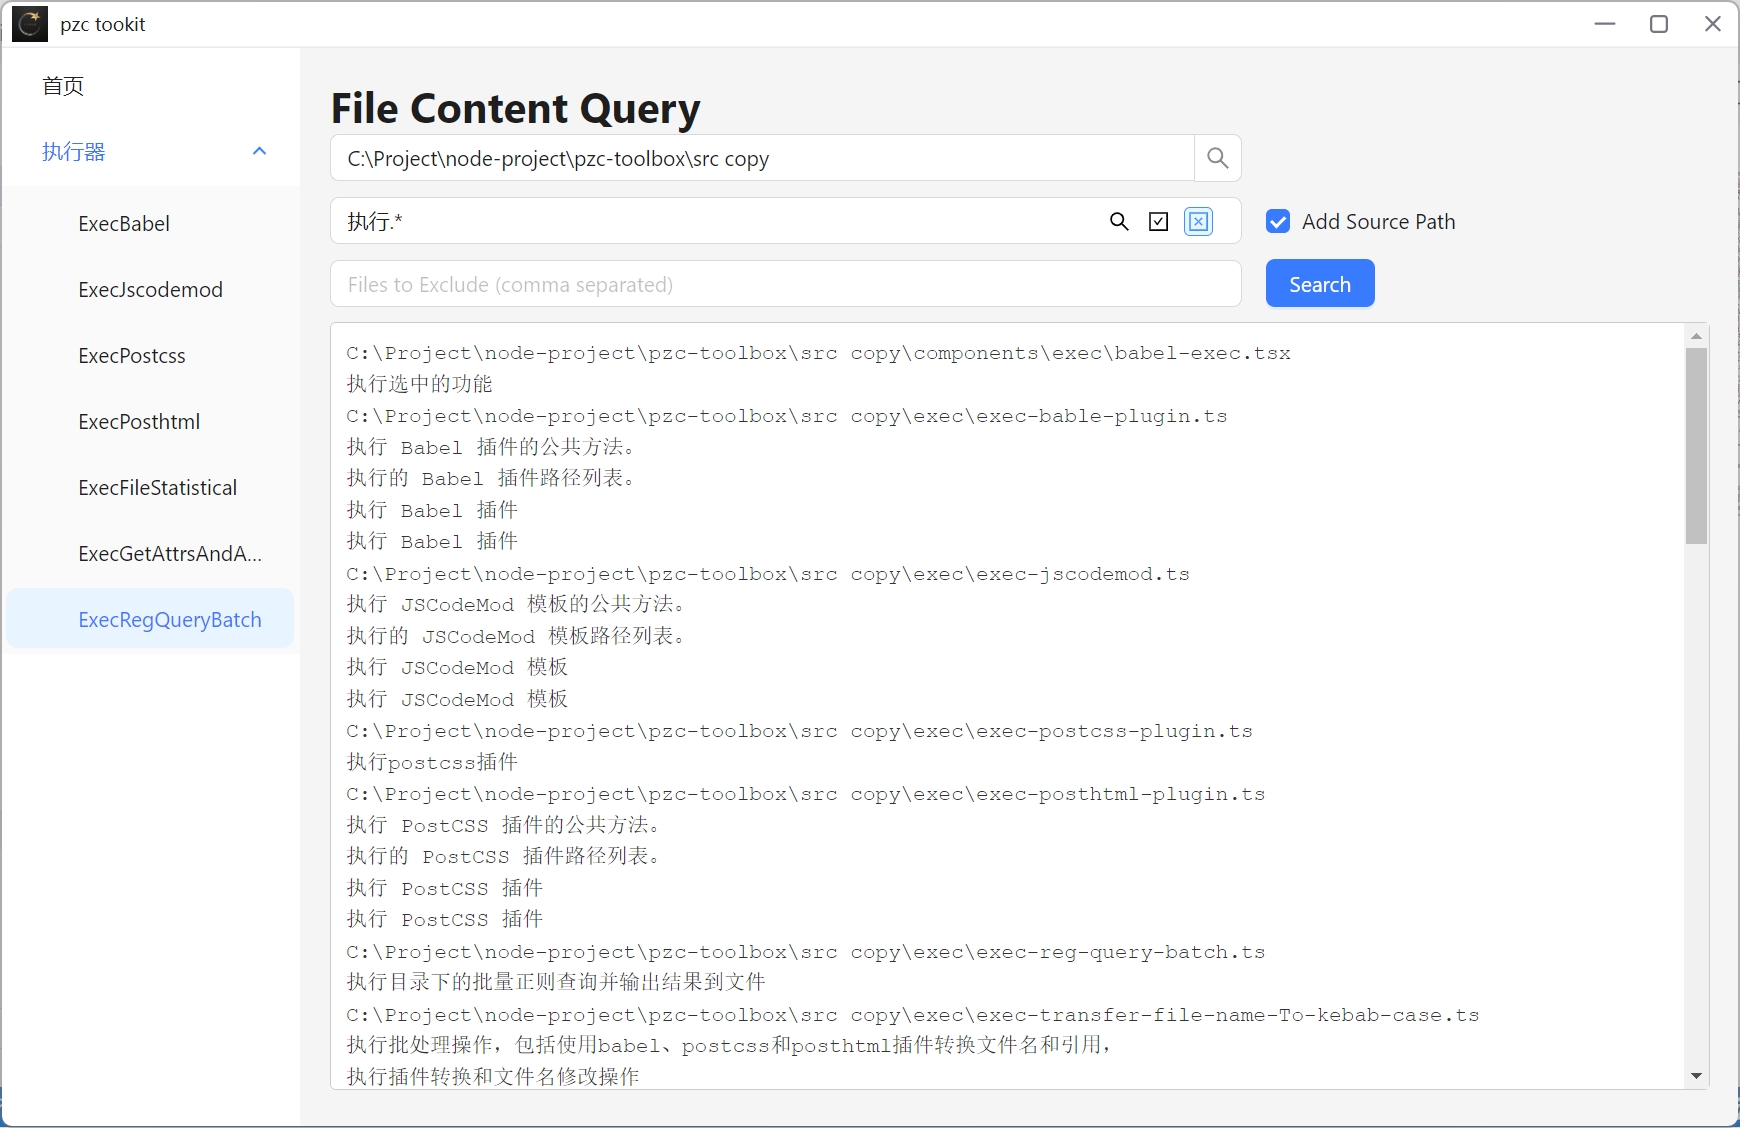 pzc tookit
首页
执行器
ExecBabel
ExecJscodemod
ExecPostcss
ExecPosthtml
ExecFileStatistical
ExecGetAttrsAndA...
ExecRegQueryBatch
File Content Query
C:\Project\node-project\pzc-toolbox\src copy
执行.*
Add Source Path
Files to Exclude (comma separated)
Search
C:\Project\node-project\pzc-toolbox\src copy\components\exec\babel-exec.tsx
执行选中的功能
C:\Project\node-project\pzc-toolbox\src copy\exec\exec-bable-plugin.ts
执行 Babel 插件的公共方法。
执行的 Babel 插件路径列表。
执行 Babel 插件
执行 Babel 插件
C:\Project\node-project\pzc-toolbox\src copy\exec\exec-jscodemod.ts
执行 JSCodeMod 模板的公共方法。
执行的 JSCodeMod 模板路径列表。
执行 JSCodeMod 模板
执行 JSCodeMod 模板
C:\Project\node-project\pzc-toolbox\src copy\exec\exec-postcss-plugin.ts
执行postcss插件
C:\Project\node-project\pzc-toolbox\src copy\exec\exec-posthtml-plugin.ts
执行 PostCSS 插件的公共方法。
执行的 PostCSS 插件路径列表。
执行 PostCSS 插件
执行 PostCSS 插件
C:\Project\node-project\pzc-toolbox\src copy\exec\exec-reg-query-batch.ts
执行目录下的批量正则查询并输出结果到文件
C:\Project\node-project\pzc-toolbox\src copy\exec\exec-transfer-file-name-To-kebab-case.ts
执行批处理操作，包括使用babel、postcss和posthtml插件转换文件名和引用，
执行插件转换和文件名修改操作